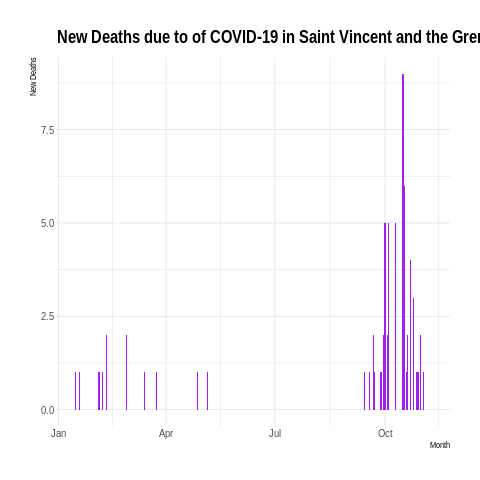 New Deaths due to of COVID-19 in Saint Vincent and the Gre
New Deaths
7.5
5.0
2.5
0.0
Jan Apr Jul Oct
Month